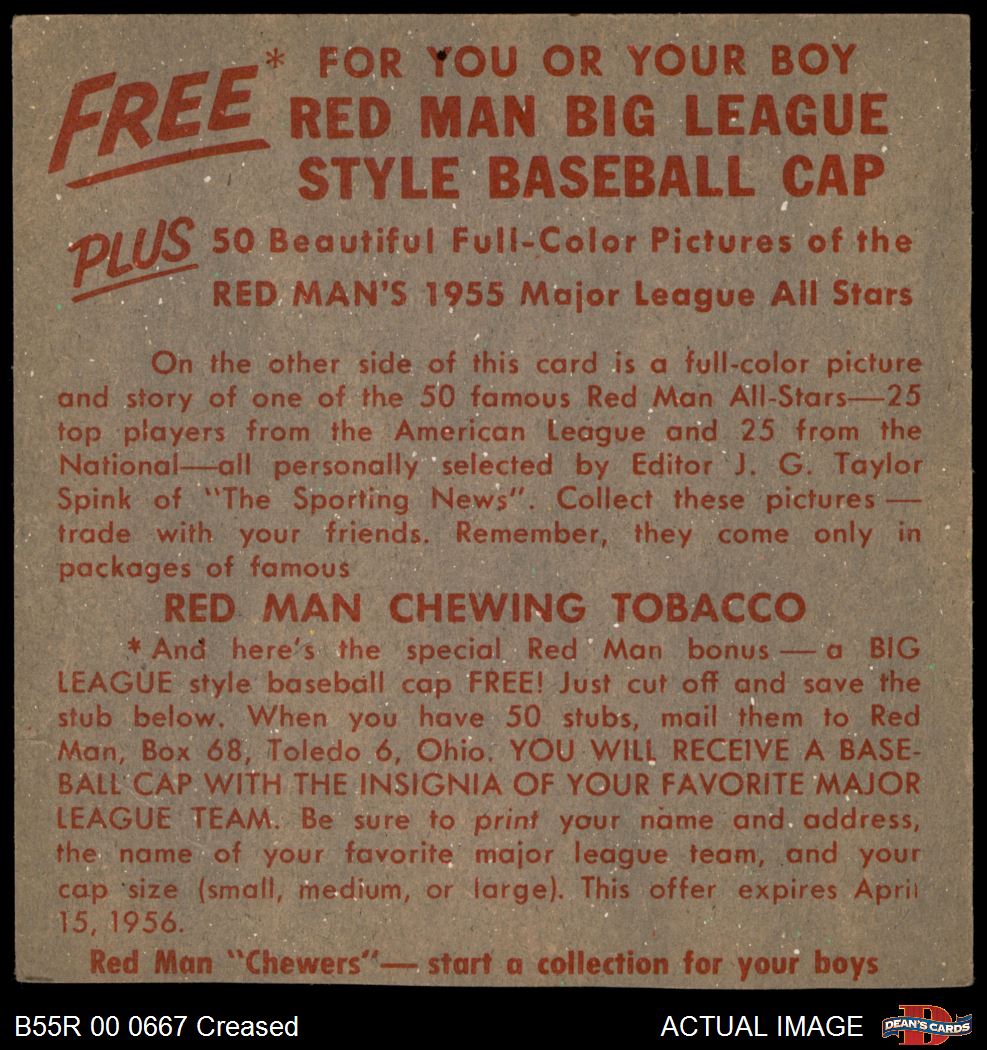 FREE* FOR YOU OR YOUR BOY
RED MAN BIG LEAGUE
STYLE BASEBALL CAP
PLUS 50 Beautiful Full-Color Pictures of the
RED MAN'S 1955 Major League All Stars
On the other side of this card is a full-color picture
and story of one of the 50 famous Red Man All-Stars—25
top players from the American League and 25 from the
National—all personally selected by Editor J. G. Taylor
Spink of "The Sporting News". Collect these pictures —
trade with your friends. Remember, they come only in
packages of famous
RED MAN CHEWING TOBACCO
* And here's the special Red Man bonus — a BIG
LEAGUE style baseball cap FREE! Just cut off and save the
stub below. When you have 50 stubs, mail them to Red
Man, Box 68, Toledo 6, Ohio. YOU WILL RECEIVE A BASE-
BALL CAP WITH THE INSIGNIA OF YOUR FAVORITE MAJOR
LEAGUE TEAM. Be sure to print your name and address,
the name of your favorite major league team, and your
cap size (small, medium, or large). This offer expires April
15, 1956.
Red Man "Chewers"— start a collection for your boys
B55R 00 0667 Creased
ACTUAL IMAGE
D
DEAN'S CARDS